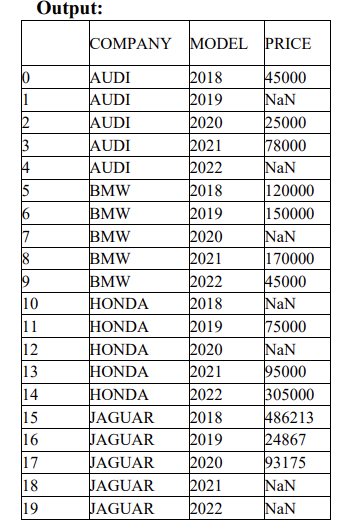 Output:
COMPANY MODEL PRICE
0 AUDI 2018 45000
1 AUDI 2019 NaN
2 AUDI 2020 25000
3 AUDI 2021 78000
4 AUDI 2022 NaN
5 BMW 2018 120000
6 BMW 2019 150000
7 BMW 2020 NaN
8 BMW 2021 170000
9 BMW 2022 45000
10 HONDA 2018 NaN
11 HONDA 2019 75000
12 HONDA 2020 NaN
13 HONDA 2021 95000
14 HONDA 2022 305000
15 JAGUAR 2018 486213
16 JAGUAR 2019 24867
17 JAGUAR 2020 93175
18 JAGUAR 2021 NaN
19 JAGUAR 2022 NaN